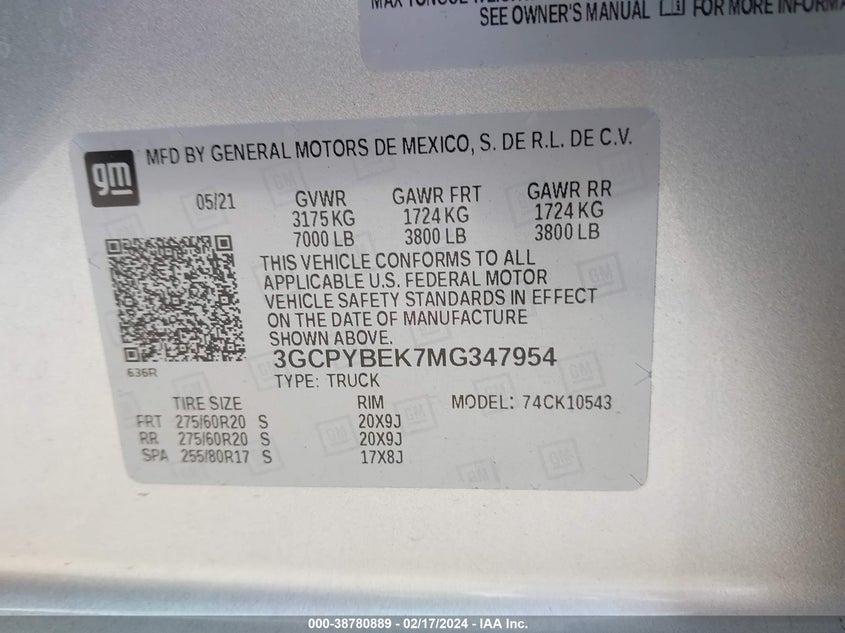 SEE OWNER'S MANUAL FOR MORE INFORMA
gm
MFD BY GENERAL MOTORS DE MEXICO, S. DE R.L. DE C.V.
05/21 GVWR GAWR FRT GAWR RR
3175 KG 1724 KG 1724 KG
7000 LB 3800 LB 3800 LB
THIS VEHICLE CONFORMS TO ALL
APPLICABLE U.S. FEDERAL MOTOR
VEHICLE SAFETY STANDARDS IN EFFECT
ON THE DATE OF MANUFACTURE
SHOWN ABOVE.
3GCPYBEK7MG347954
636R
TYPE: TRUCK
TIRE SIZE RIM MODEL: 74CK10543
FRT 275/60R20 S 20X9J
RR 275/60R20 S 20X9J
SPA 255/80R17 S 17X8J
000-38780889 - 02/17/2024 - IAA Inc.